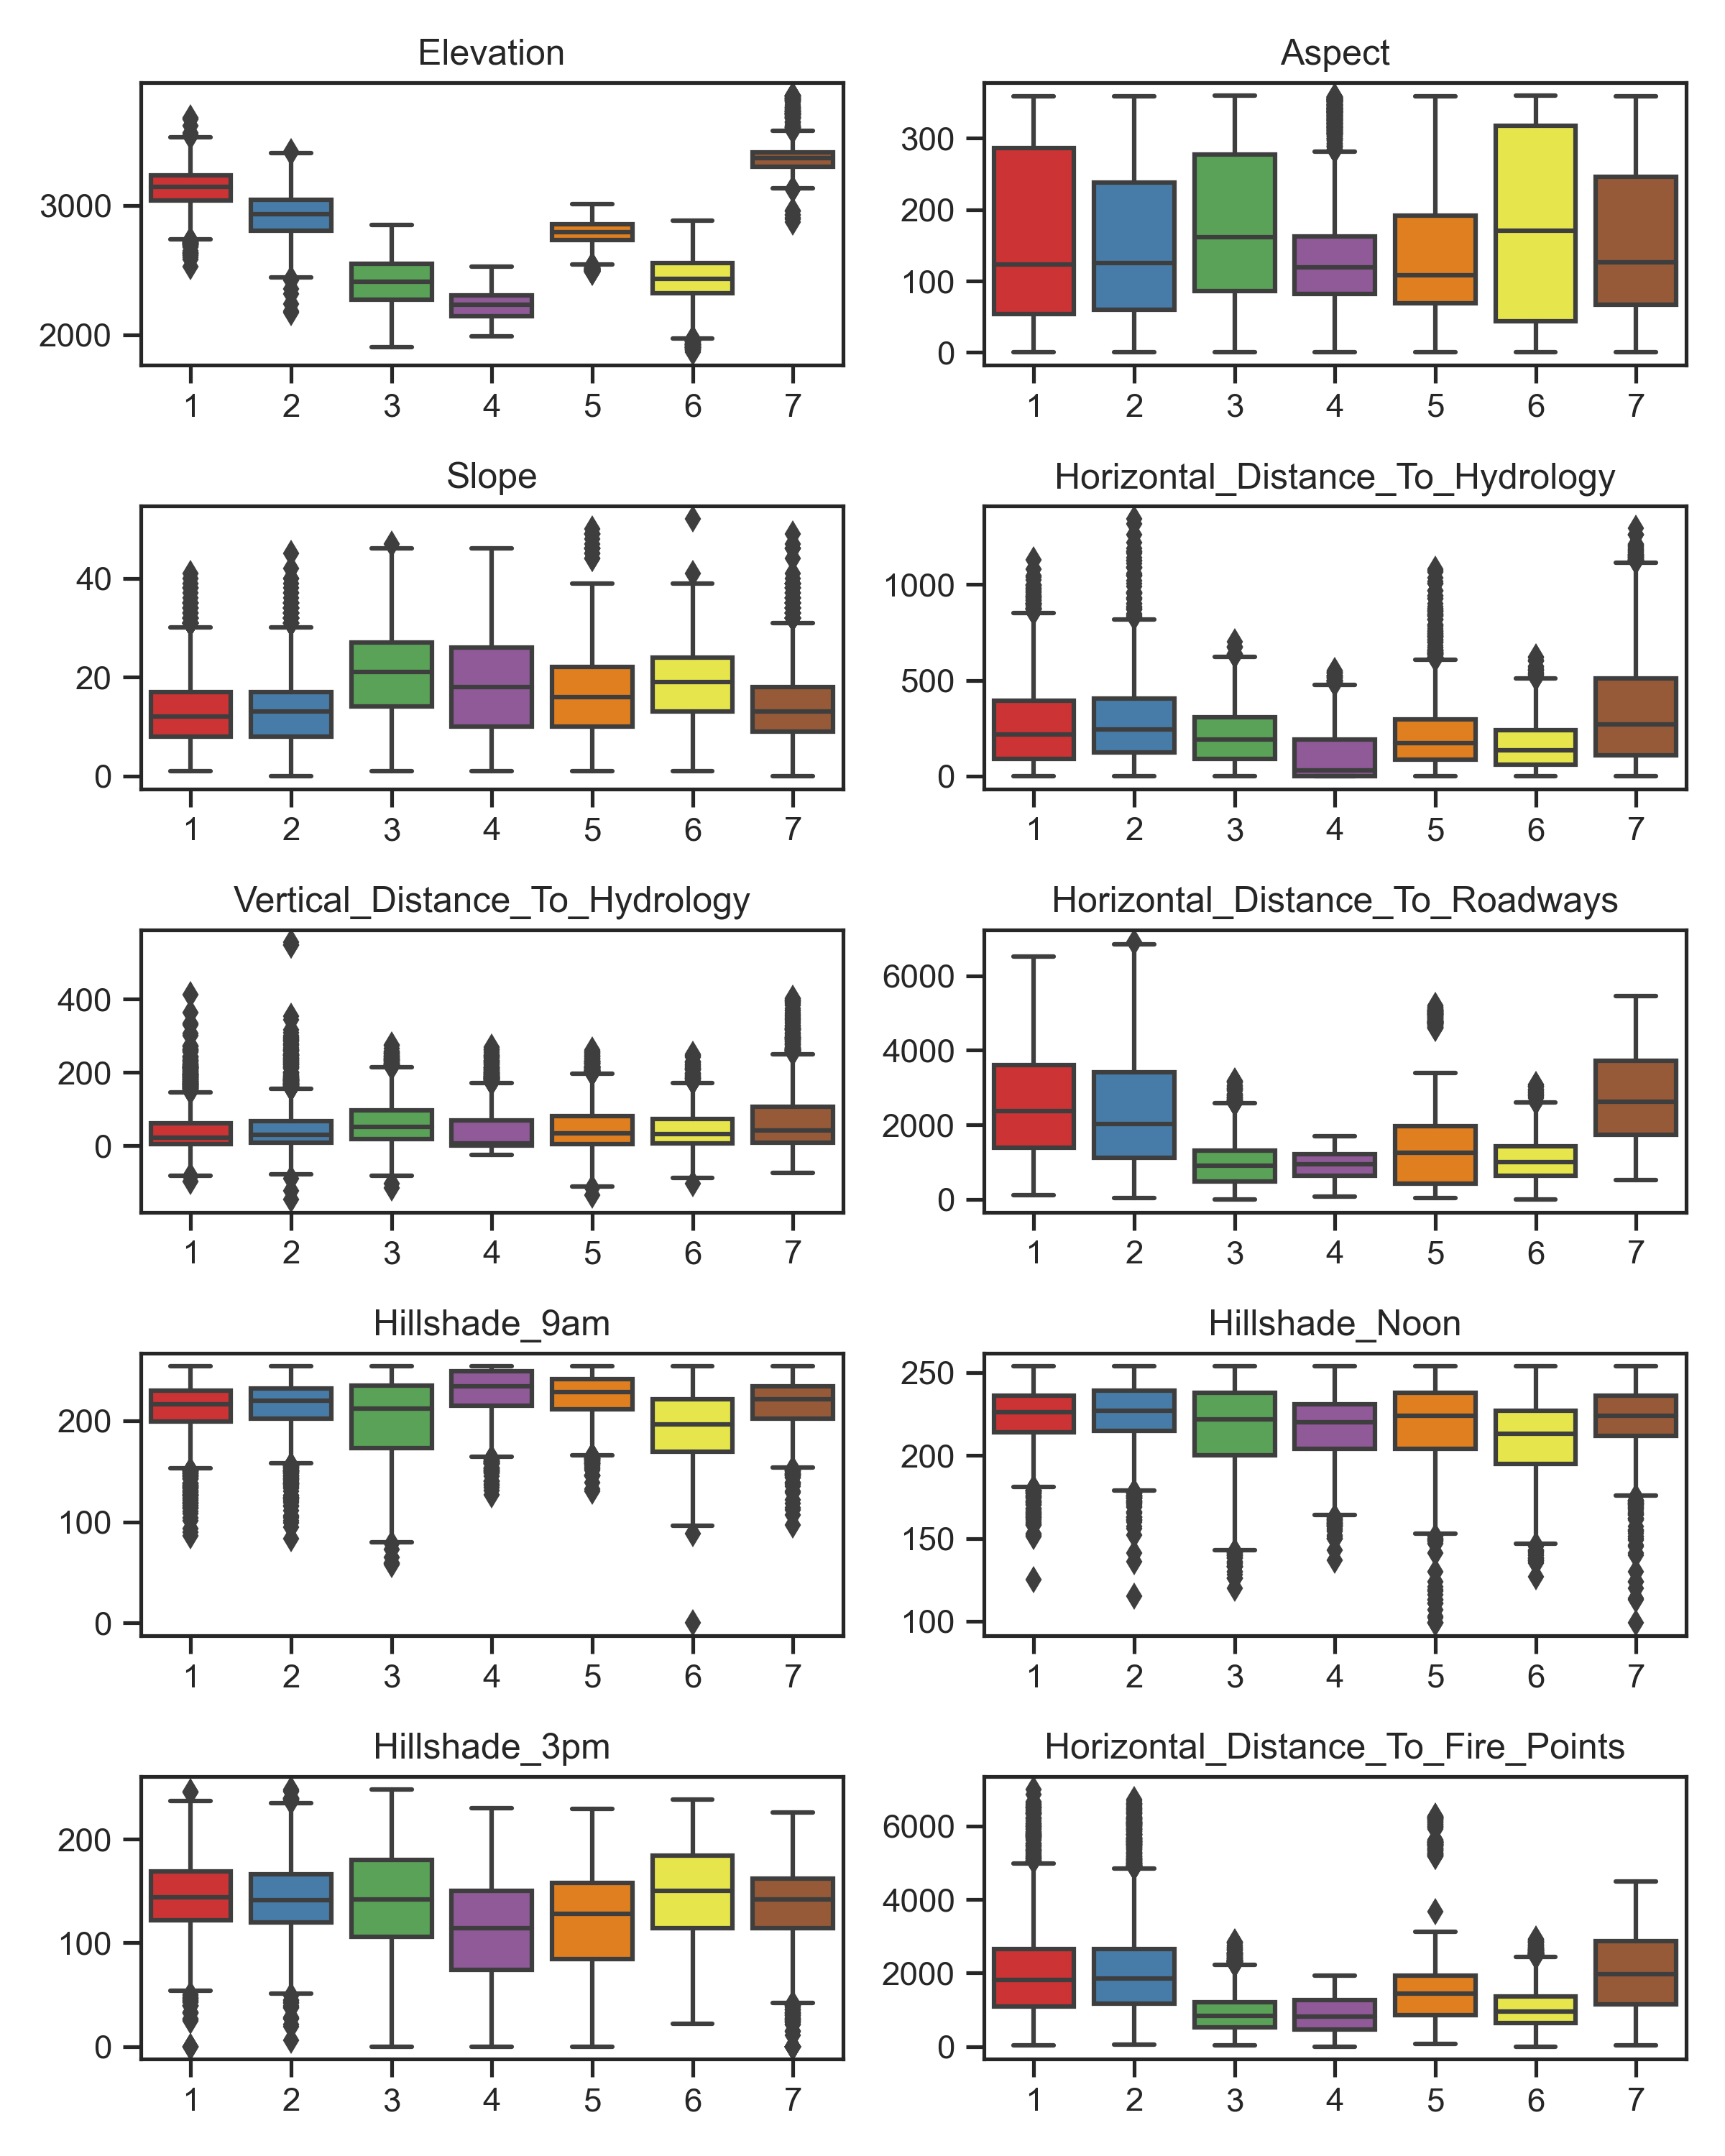 Elevation
3000
2000
1 2 3 4 5 6 7
Aspect
300
200
100
0
1 2 3 4 5 6 7
Slope
40
20
0
1 2 3 4 5 6 7
Horizontal_Distance_To_Hydrology
1000
500
0
1 2 3 4 5 6 7
Vertical_Distance_To_Hydrology
400
200
0
1 2 3 4 5 6 7
Horizontal_Distance_To_Roadways
6000
4000
2000
0
1 2 3 4 5 6 7
Hillshade_9am
200
100
0
1 2 3 4 5 6 7
Hillshade_Noon
250
200
150
100
1 2 3 4 5 6 7
Hillshade_3pm
200
100
0
1 2 3 4 5 6 7
Horizontal_Distance_To_Fire_Points
6000
4000
2000
0
1 2 3 4 5 6 7